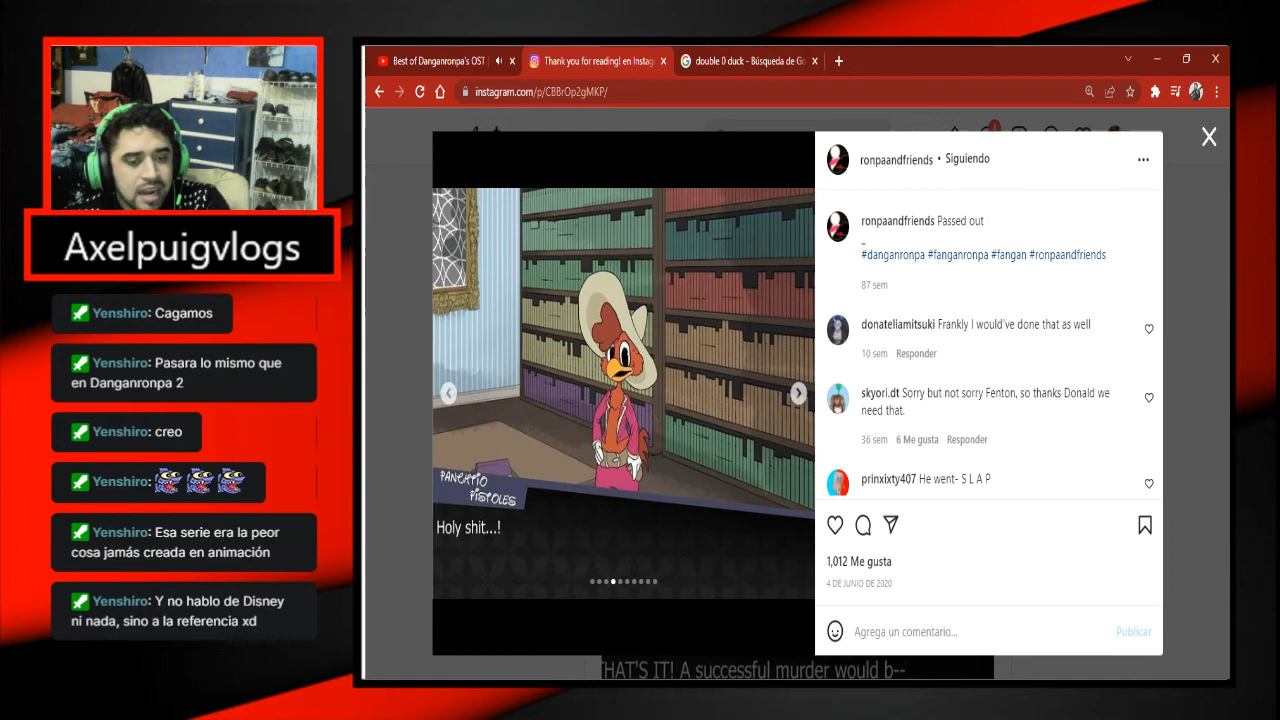 Axelpuigvlogs
Yenshiro: Cagamos
Yenshiro: Pasara lo mismo que
en Danganronpa 2
Yenshiro: creo
Yenshiro:
Yenshiro: Esa serie era la peor
cosa jamás creada en animación
Yenshiro: Y no hablo de Disney
ni nada, sino a la referencia xd
Best of Danganronpa's OST
Thank you for reading! en Instag
double 0 duck - Búsqueda de Go
instagram.com/p/CBBrOp2gMKP/
PANCHITO
PISTOLES
Holy shit...!
THAT'S IT! A successful murder would b--
ronpaandfriends • Siguiendo
ronpaandfriends Passed out
_
#danganronpa #fanganronpa #fangan #ronpaandfriends
87 sem
donateliamitsuki Frankly I would've done that as well
10 sem Responder
skyori.dt Sorry but not sorry Fenton, so thanks Donald we
need that.
36 sem 6 Me gusta Responder
prinxixty407 He went- S L A P
1,012 Me gusta
4 DE JUNIO DE 2020
Agrega un comentario...
Publicar